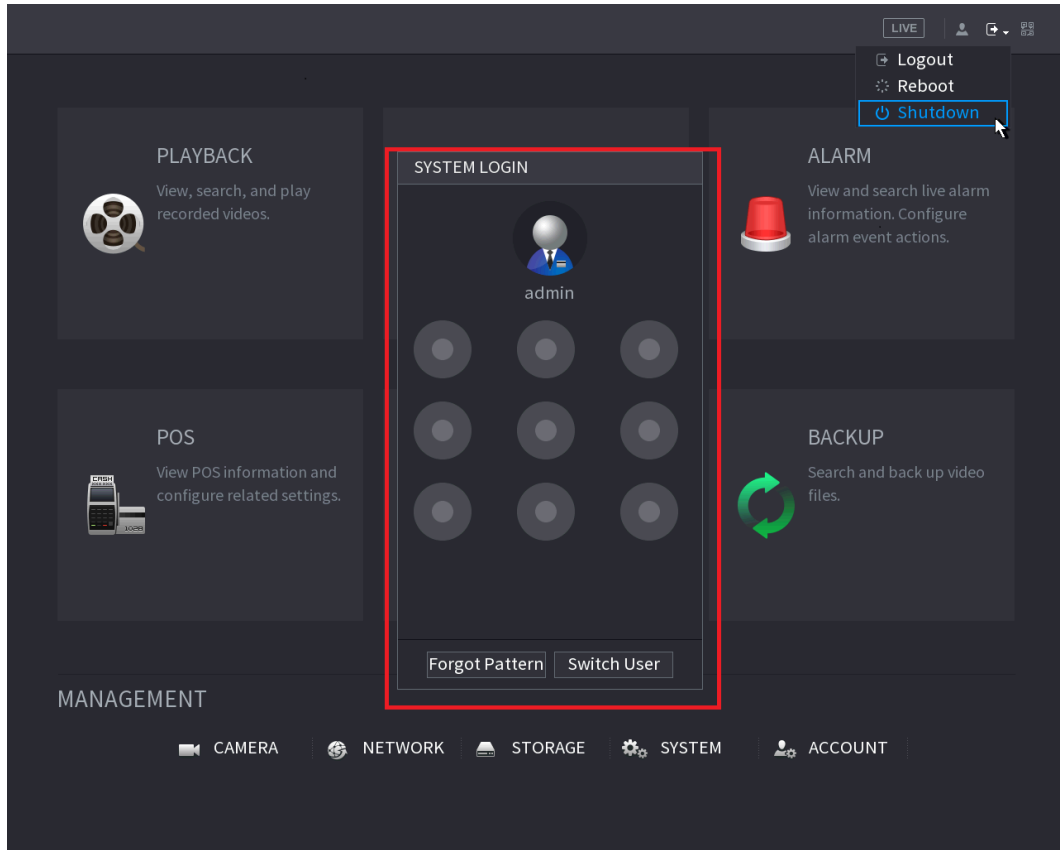 LIVE
Logout
Reboot
Shutdown
PLAYBACK
View, search, and play
recorded videos.
SYSTEM LOGIN
admin
ALARM
View and search live alarm
information. Configure
alarm event actions.
POS
View POS information and
configure related settings.
CASH
BACKUP
Search and back up video
files.
Forgot Pattern
Switch User
MANAGEMENT
CAMERA
NETWORK
STORAGE
SYSTEM
ACCOUNT